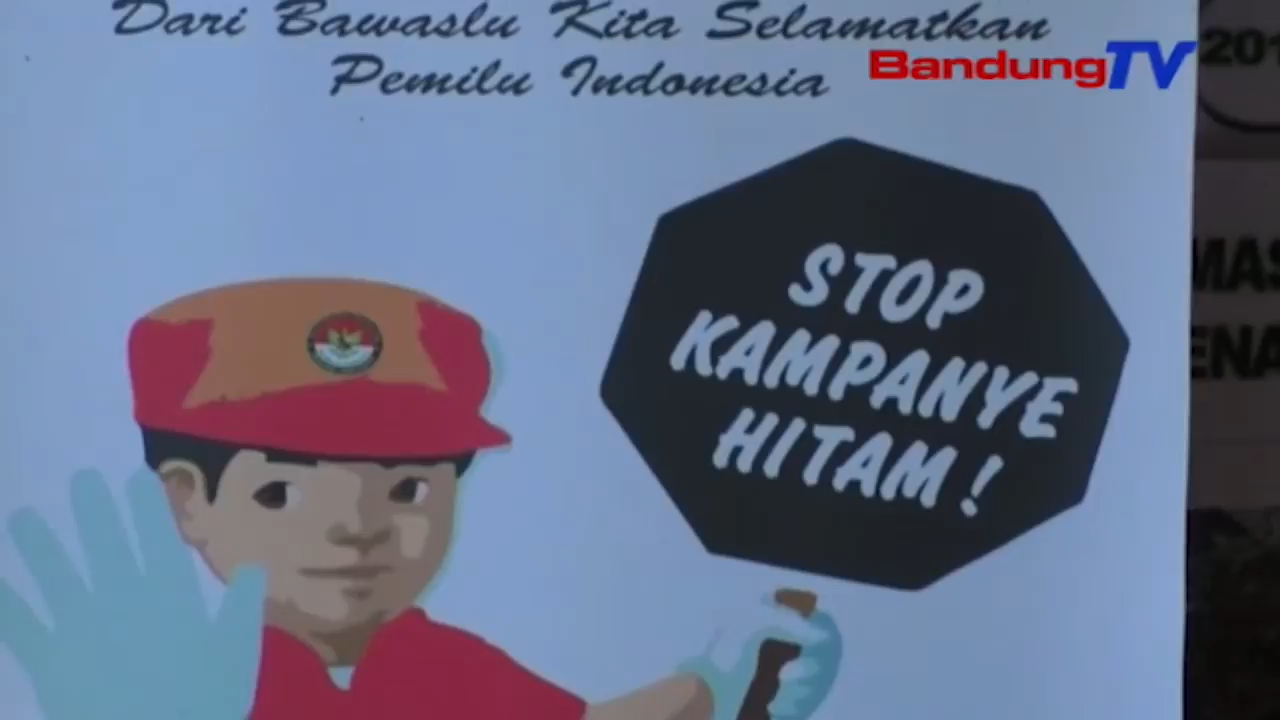 Dari Bawaslu Kita Selamatkan
Pemilu Indonesia
BandungTV
STOP
KAMPANYE
HITAM !